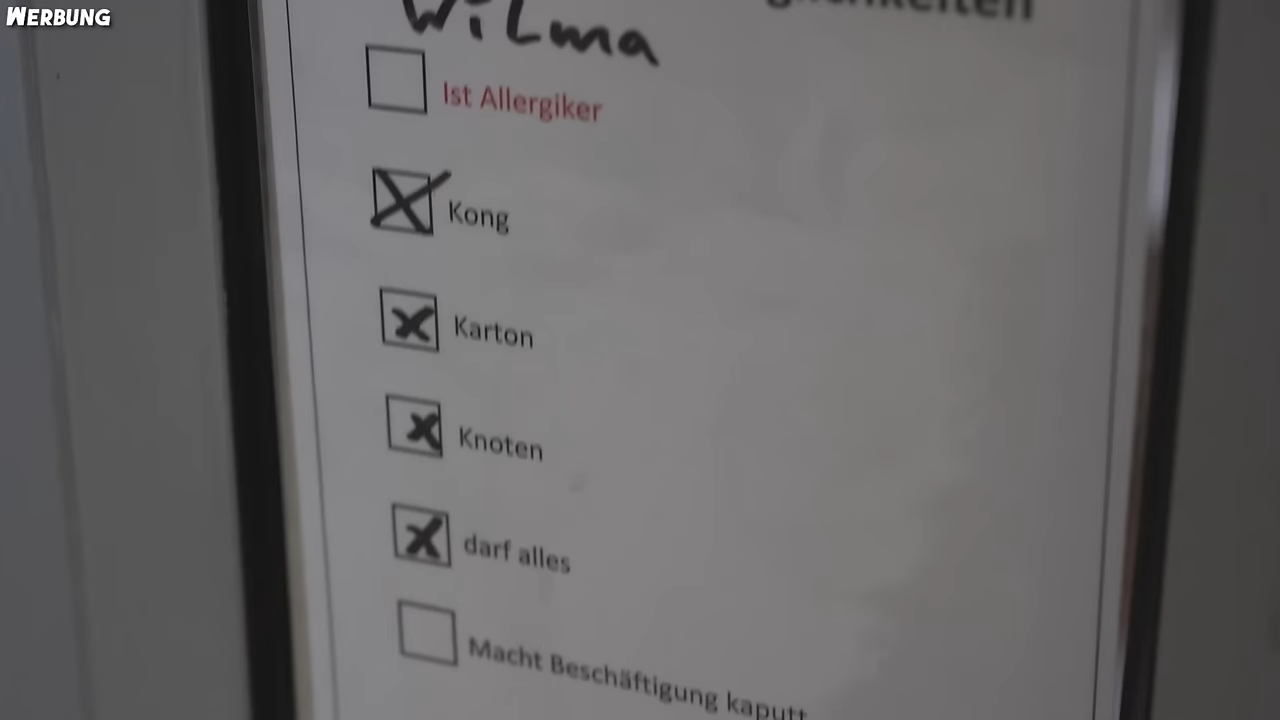 WERBUNG
Wilma
Ist Allergiker
Kong
Karton
Knoten
darf alles
Macht Beschäftigung kaputt